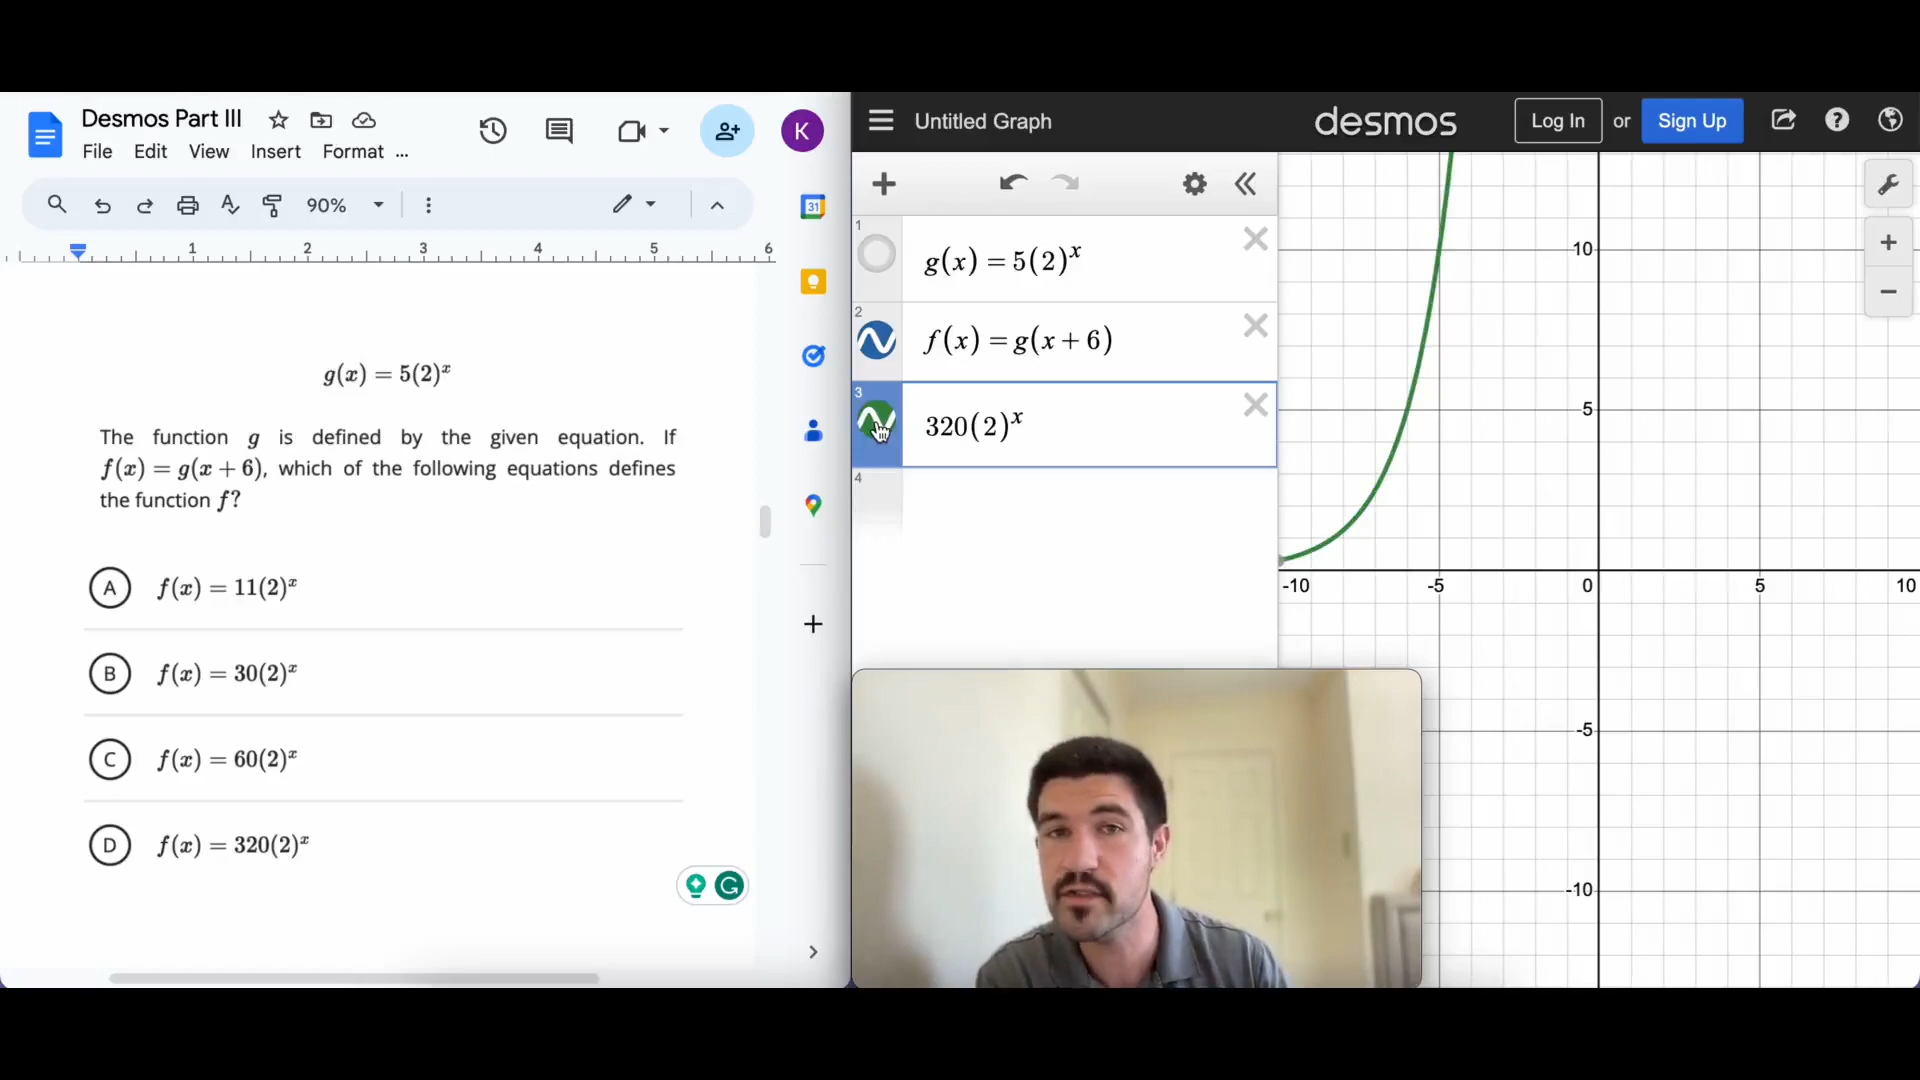 Desmos Part III
File Edit View Insert Format ...
K
90%
1 2 3 4 5 6
31
g(x) = 5(2)^x
The function g is defined by the given equation. If
f(x) = g(x + 6), which of the following equations defines
the function f?
A f(x) = 11(2)^x
B f(x) = 30(2)^x
C f(x) = 60(2)^x
D f(x) = 320(2)^x
Untitled Graph
desmos
Log In or Sign Up
1
g(x) = 5(2)^x
2
f(x) = g(x + 6)
3
320(2)^x
4
10
5
-10 -5 0 5 10
-5
-10